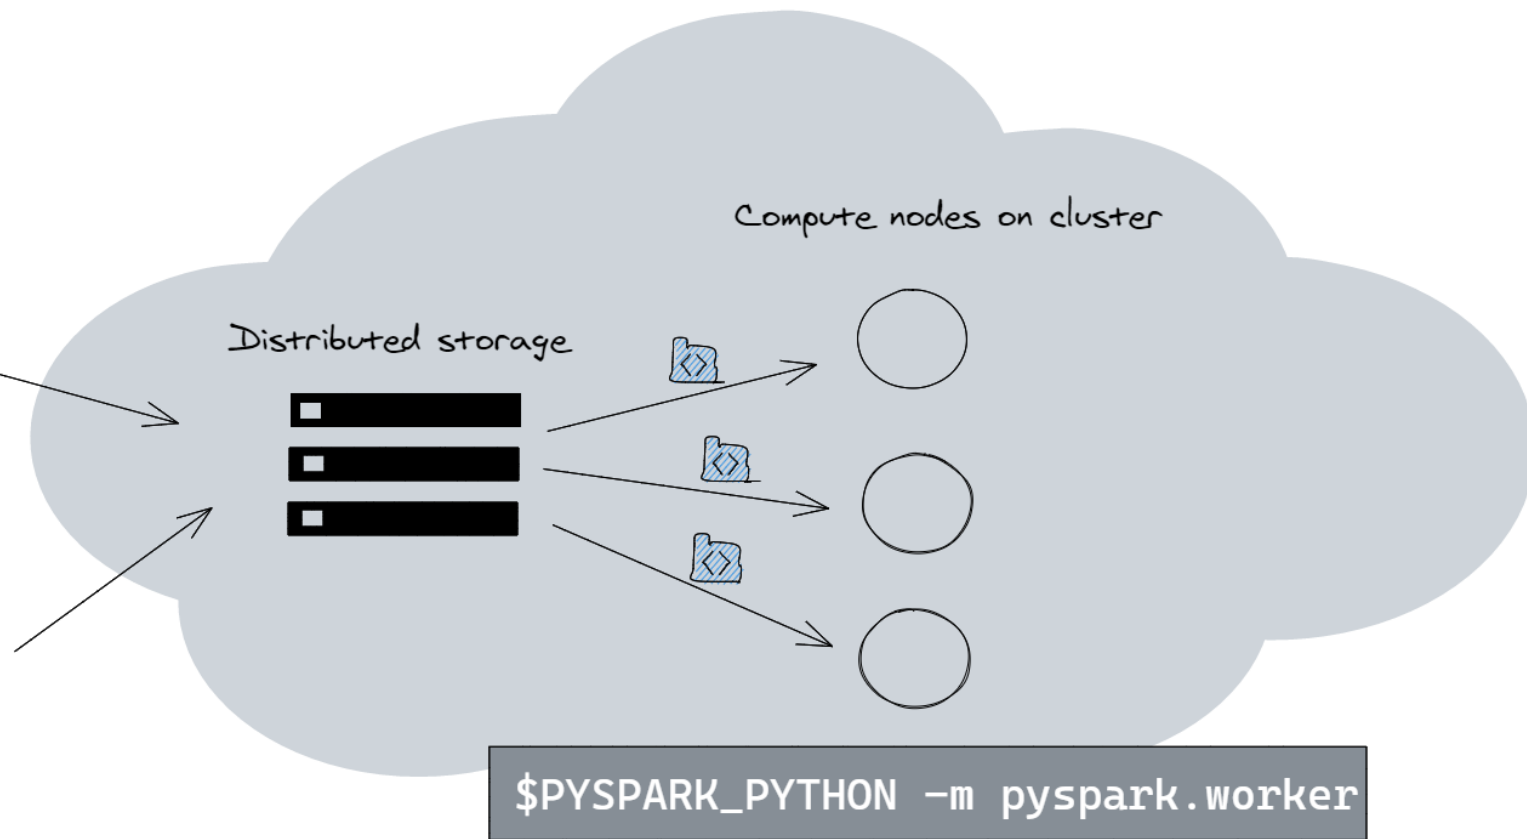 Compute nodes on cluster
Distributed storage
<>
<>
<>
$PYSPARK_PYTHON -m pyspark.worker